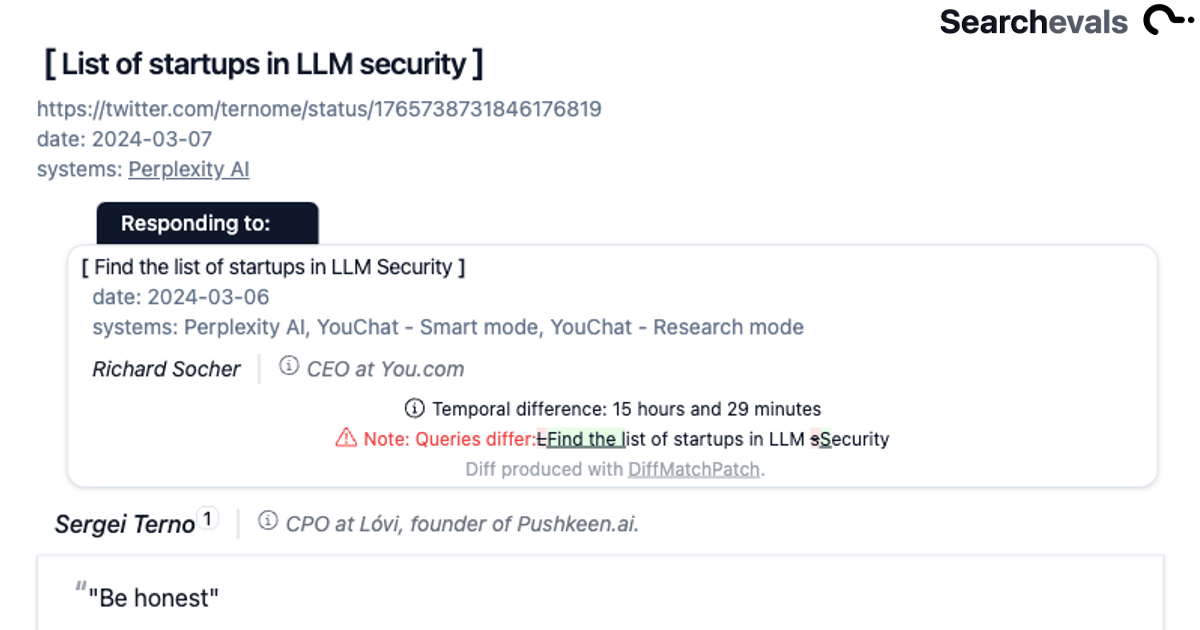 Searchevals
[ List of startups in LLM security ]
https://twitter.com/ternome/status/1765738731846176819
date: 2024-03-07
systems: Perplexity AI
Responding to:
[ Find the list of startups in LLM Security ]
date: 2024-03-06
systems: Perplexity AI, YouChat - Smart mode, YouChat - Research mode
Richard Socher | CEO at You.com
Temporal difference: 15 hours and 29 minutes
Note: Queries differ:LFind the list of startups in LLM sSecurity
Diff produced with DiffMatchPatch.
Sergei Terno 1 | CPO at Lóvi, founder of Pushkeen.ai.
“"Be honest"